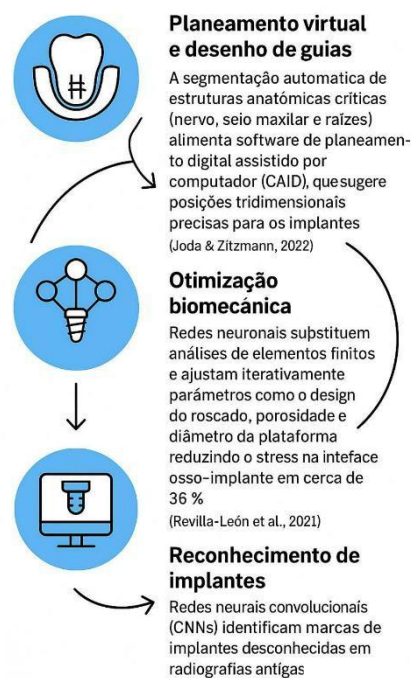 Planeamento virtual
e desenho de guias
A segmentação automatica de
estruturas anatómicas críticas
(nervo, seio maxilar e raízes)
alimenta software de planeamen-
to digital assistido por
computador (CAID), que sugere
posições tridimensionais
precisas para os implantes
(Joda & Zitzmann, 2022)
Otimização
biomecánica
Redes neuronais substituem
análises de elementos finitos
e ajustam iterativamente
parámetros como o design
do roscado, porosidade e
diâmetro da plataforma
reduzindo o stress na inteface
osso–implante em cerca de
36 %
(Revilla-León et al., 2021)
Reconhecimento de
implantes
Redes neurais convolucionais
(CNNs) identificam marcas de
implantes desconhecidas em
radiografias antígas